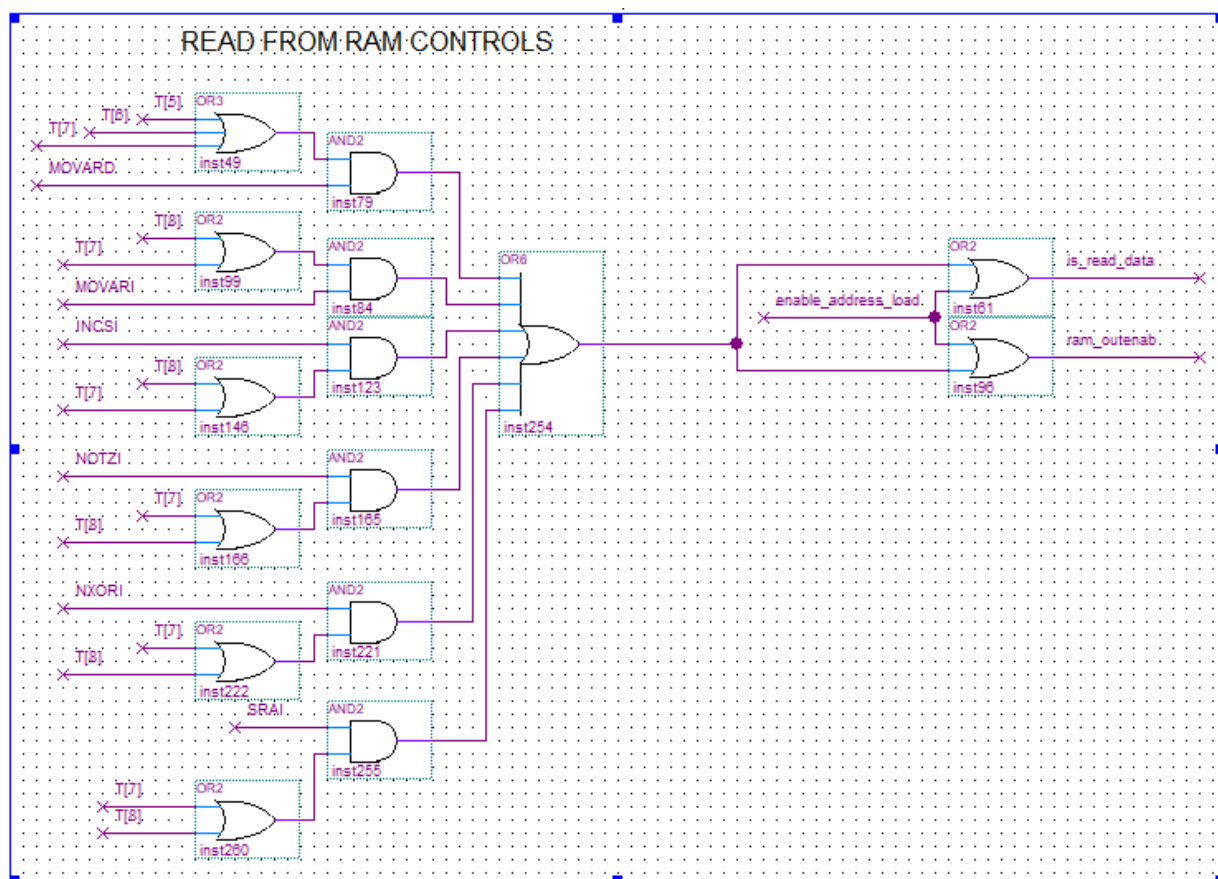 READ FROM RAM CONTROLS
T[5].
OR3
T[6].
T[7].
inst49
AND2
MOVARD.
inst79
T[8].
OR2
T[7].
inst99
AND2
MOVARI
inst84
OR6
INCSI
AND2
inst123
T[8].
OR2
T[7].
inst146
inst254
OR2
is_read_data
enable_address_load.
inst61
OR2
ram_outenab
inst96
NOTZI
AND2
inst165
T[7].
OR2
T[8].
inst166
NXORI
AND2
inst221
T[7].
OR2
T[8].
inst222
SRAI
AND2
inst255
T[7].
OR2
T[8].
inst260